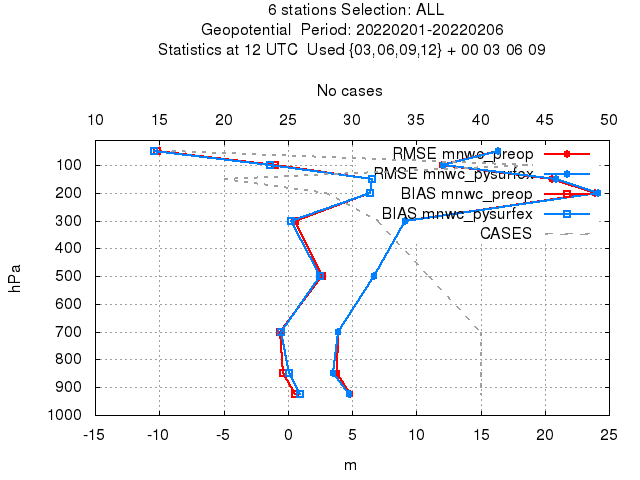 6 stations Selection: ALL
Geopotential  Period: 20220201-20220206
Statistics at 12 UTC  Used {03,06,09,12} + 00 03 06 09
No cases
10 15 20 25 30 35 40 45 50
RMSE mnwc_preop
RMSE mnwc_pysurfex
BIAS mnwc_preop
BIAS mnwc_pysurfex
CASES
100
200
300
400
500
600
700
800
900
1000
hPa
-15 -10 -5 0 5 10 15 20 25
m